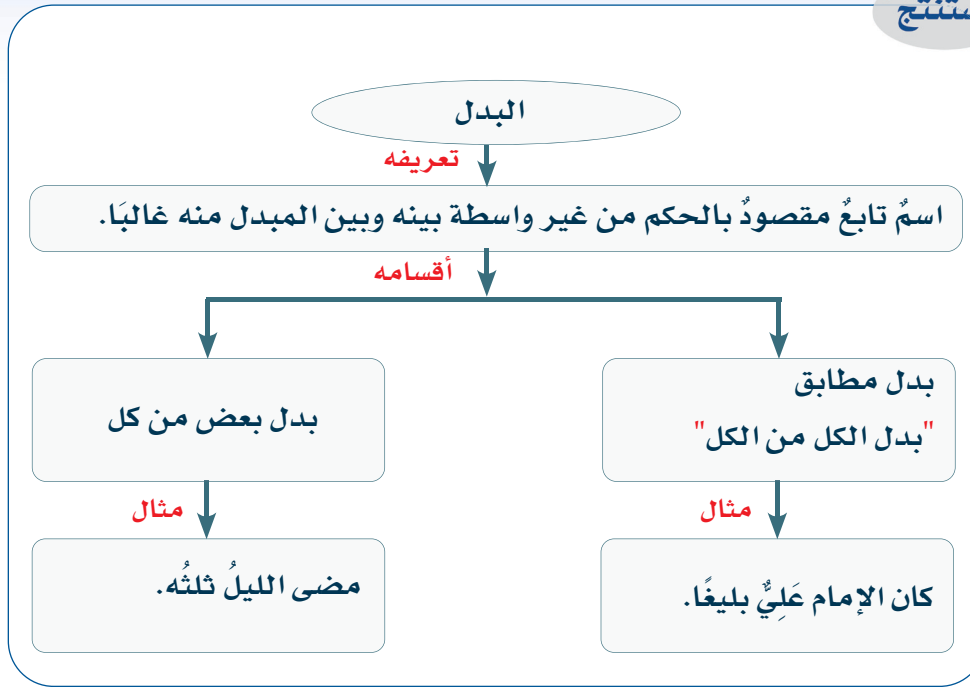 البدل
تعريفه
اسمٌ تابعٌ مقصودٌ بالحكم من غير واسطة بينه وبين المبدل منه غالبَا.
أقسامه
بدل مطابق
"بدل الكل من الكل"
بدل بعض من كل
مثال
مثال
كان الإمام عَلِيٌّ بليغًا.
مضى الليلُ ثلثُه.